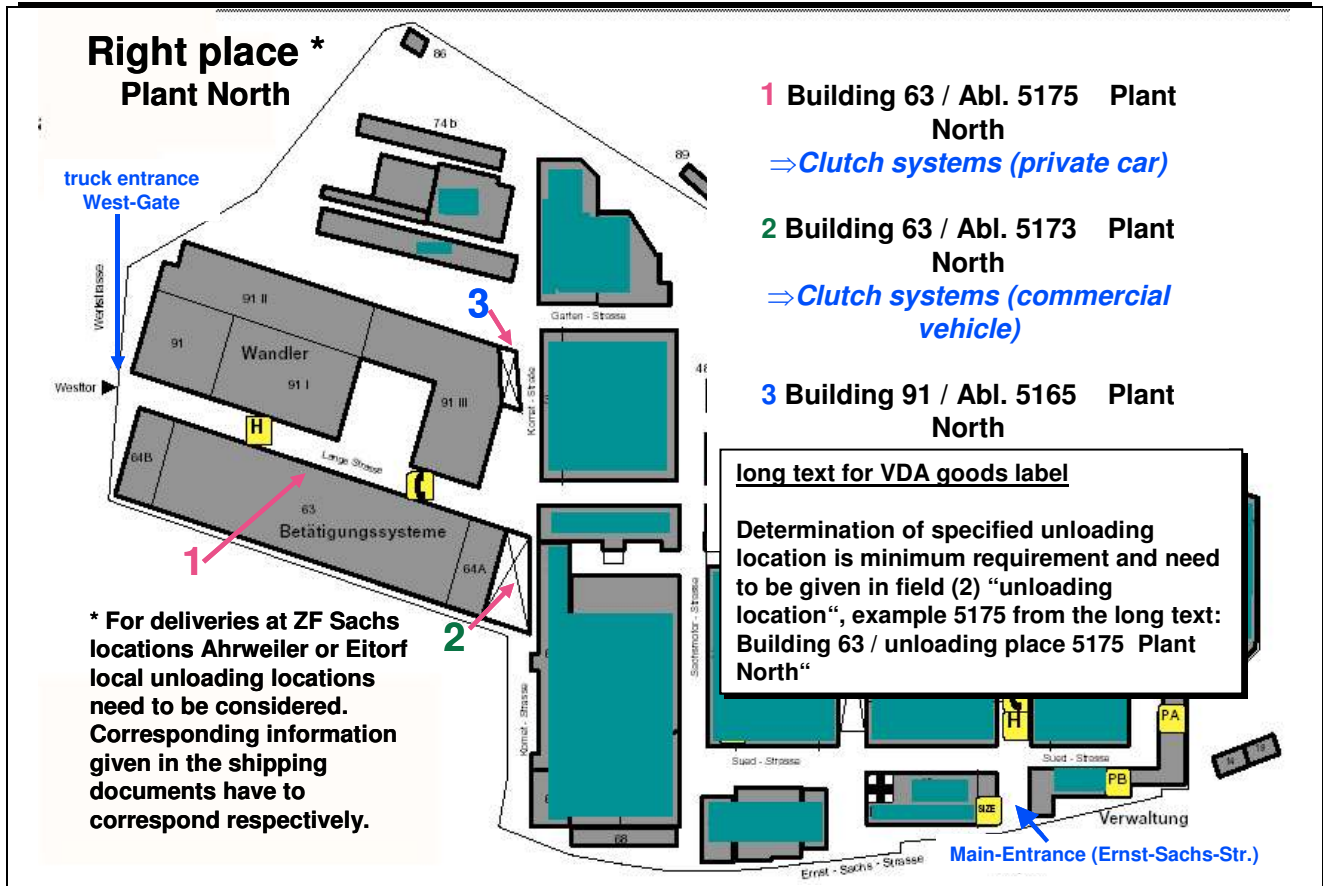 Right place *
Plant North
86
74 b
89
truck entrance
West-Gate
Werkstrasse
91 II
3
Garten - Strasse
91
Wandler
91 I
91 III
Westtor
H
Lange Strasse
64B
63
Betätigungssysteme
64A
1
2
48
Komet - Straße
Komet - Strasse
Sachsmotor - Strasse
* For deliveries at ZF Sachs
locations Ahrweiler or Eitorf
local unloading locations
need to be considered.
Corresponding information
given in the shipping
documents have to
correspond respectively.
1 Building 63 / Abl. 5175 Plant
North
⇒Clutch systems (private car)
2 Building 63 / Abl. 5173 Plant
North
⇒Clutch systems (commercial
vehicle)
3 Building 91 / Abl. 5165 Plant
North
long text for VDA goods label
Determination of specified unloading
location is minimum requirement and need
to be given in field (2) “unloading
location“, example 5175 from the long text:
Building 63 / unloading place 5175 Plant
North“
H
PA
Sued - Strasse
Sued - Strasse
PB
SIZE
Verwaltung
68
Ernst - Sachs - Strasse
Main-Entrance (Ernst-Sachs-Str.)